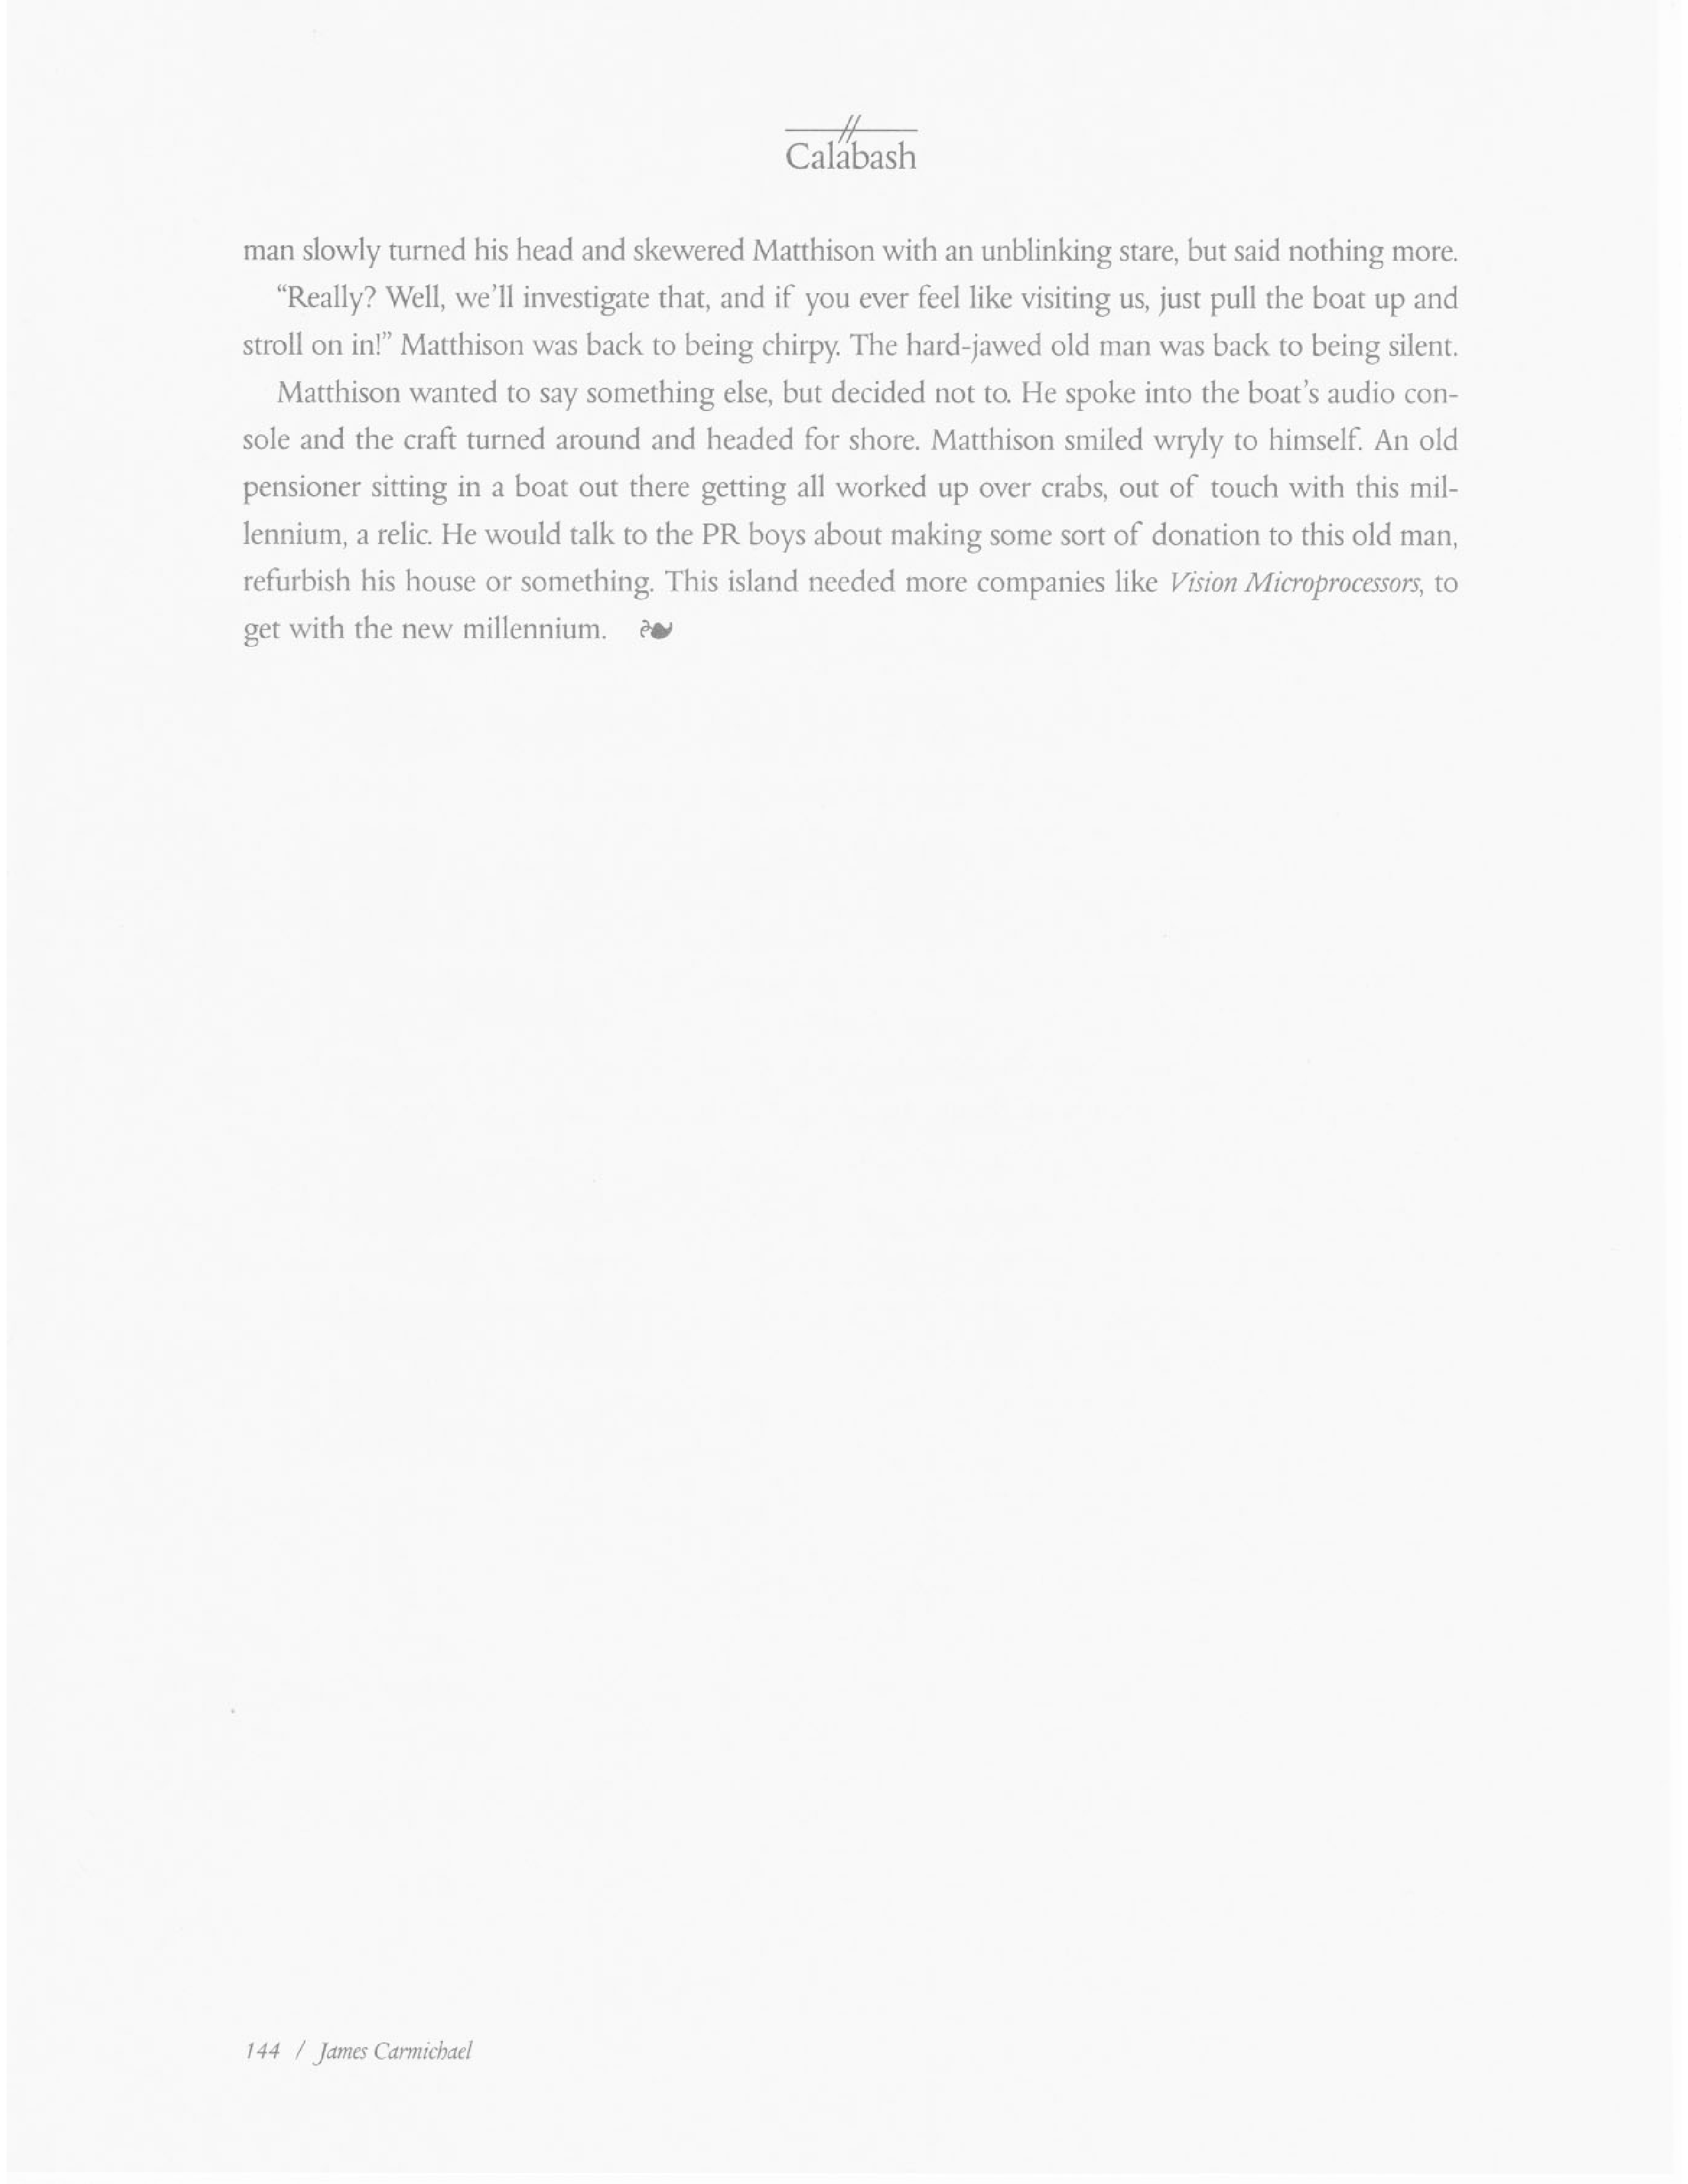 Calabash
man slowly turned his head and skewered Matthison with an unblinking stare, but said nothing more.
“Really? Well, we’ll investigate that, and if you ever feel like visiting us, just pull the boat up and
stroll on in!” Matthison was back to being chirpy. The hard-jawed old man was back to being silent.
Matthison wanted to say something else, but decided not to. He spoke into the boat’s audio con-
sole and the craft turned around and headed for shore. Matthison smiled wryly to himself. An old
pensioner sitting in a boat out there getting all worked up over crabs, out of touch with this mil-
lennium, a relic. He would talk to the PR boys about making some sort of donation to this old man,
refurbish his house or something. This island needed more companies like Vision Microprocessors, to
get with the new millennium.
144 / James Carmichael